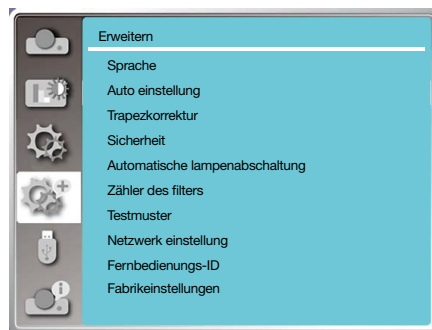 Erweitern
Sprache
Auto einstellung
Trapezkorrektur
Sicherheit
Automatische lampenabschaltung
Zähler des filters
Testmuster
Netzwerk einstellung
Fernbedienungs-ID
Fabrikeinstellungen